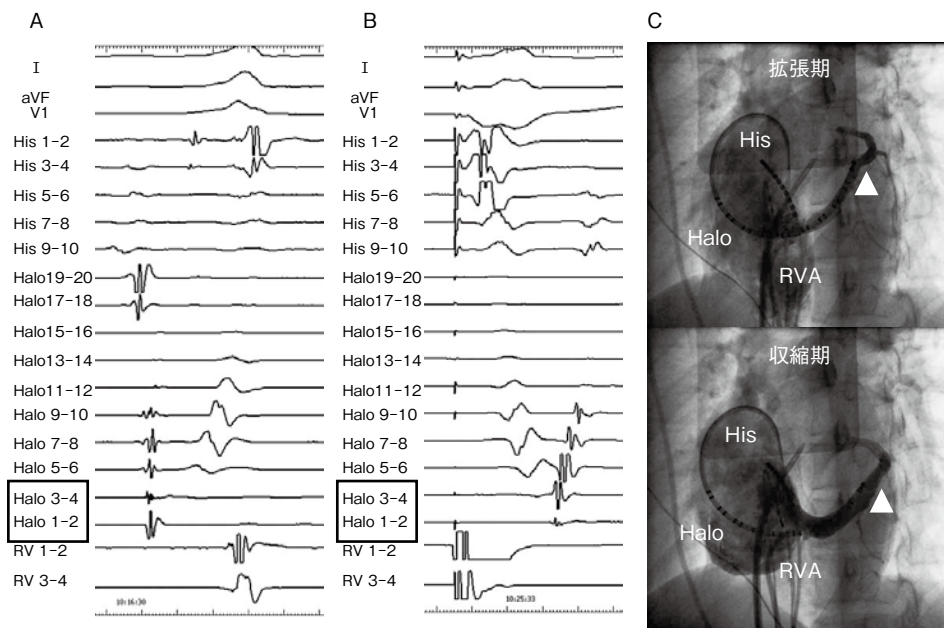 A
I
aVF
V1
His 1-2
His 3-4
His 5-6
His 7-8
His 9-10
Halo19-20
Halo17-18
Halo15-16
Halo13-14
Halo11-12
Halo 9-10
Halo 7-8
Halo 5-6
Halo 3-4
Halo 1-2
RV 1-2
RV 3-4
10:16:30
B
I
aVF
V1
His 1-2
His 3-4
His 5-6
His 7-8
His 9-10
Halo19-20
Halo17-18
Halo15-16
Halo13-14
Halo11-12
Halo 9-10
Halo 7-8
Halo 5-6
Halo 3-4
Halo 1-2
RV 1-2
RV 3-4
10:25:33
C
拡張期
His
Halo
RVA
収縮期
His
Halo
RVA